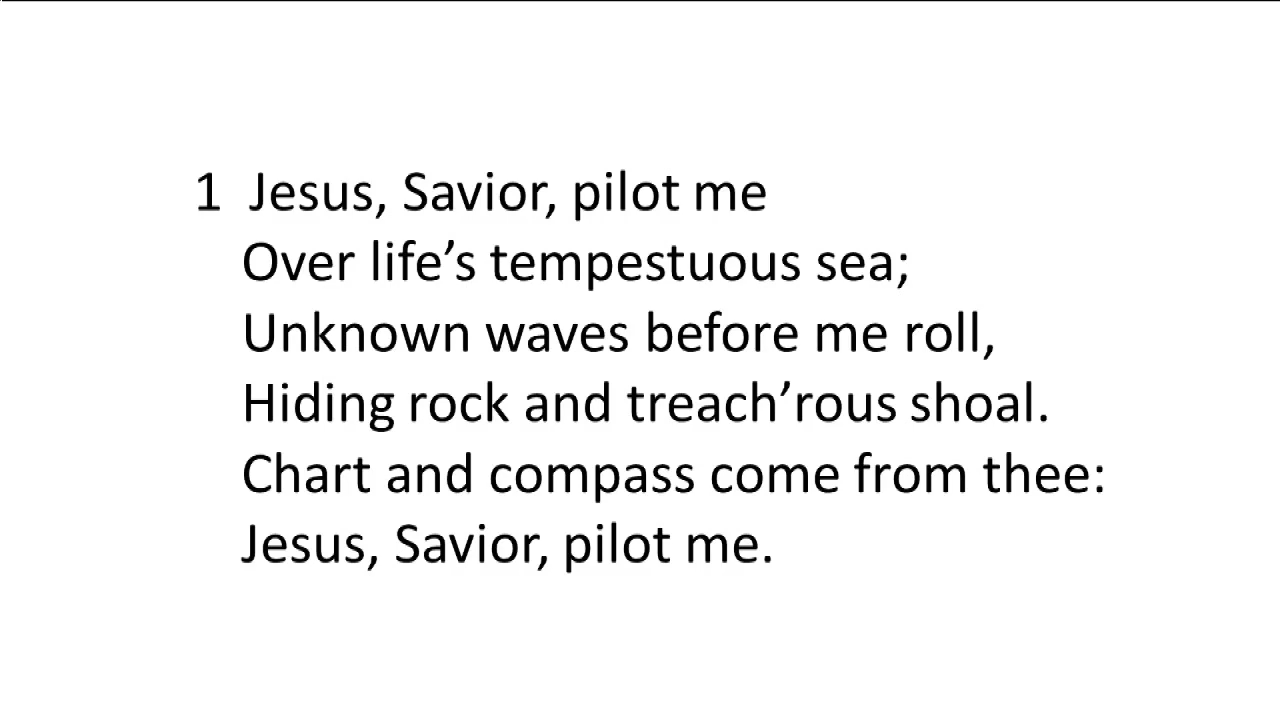 1 Jesus, Savior, pilot me
Over life’s tempestuous sea;
Unknown waves before me roll,
Hiding rock and treach’rous shoal.
Chart and compass come from thee:
Jesus, Savior, pilot me.